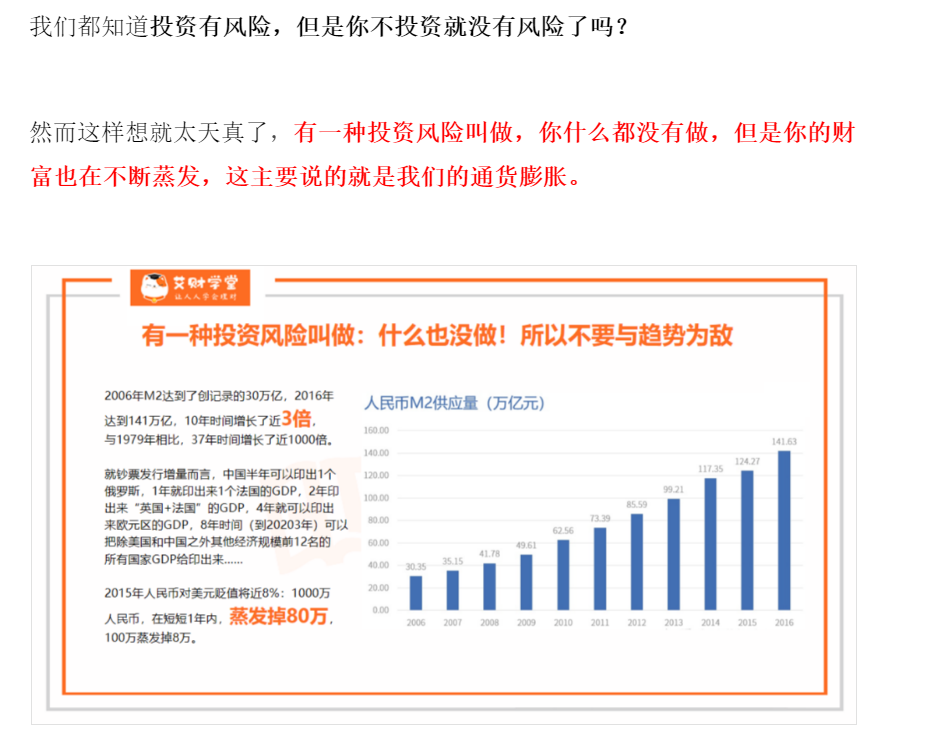 我们都知道投资有风险，但是你不投资就没有风险了吗？
然而这样想就太天真了，有一种投资风险叫做，你什么都没有做，但是你的财
富也在不断蒸发，这主要说的就是我们的通货膨胀。
艾财学堂
让人人学会理财
有一种投资风险叫做：什么也没做！所以不要与趋势为敌
2006年M2达到了创记录的30万亿，2016年
达到141万亿，10年时间增长了近3倍，
与1979年相比，37年时间增长了近1000倍。
就钞票发行增量而言，中国半年可以印出1个
俄罗斯，1年就印出来1个法国的GDP，2年印
出来“英国+法国”的GDP，4年就可以印出
来欧元区的GDP，8年时间（到20203年）可以
把除美国和中国之外其他经济规模前12名的
所有国家GDP给印出来......
2015年人民币对美元贬值将近8%：1000万
人民币，在短短1年内，蒸发掉80万，
100万蒸发掉8万。
人民币M2供应量（万亿元）
160.00
140.00
120.00
100.00
80.00
60.00
40.00
20.00
0.00
30.35
35.15
41.78
49.61
62.56
73.39
85.59
99.21
117.35
124.27
141.63
2006 2007 2008 2009 2010 2011 2012 2013 2014 2015 2016